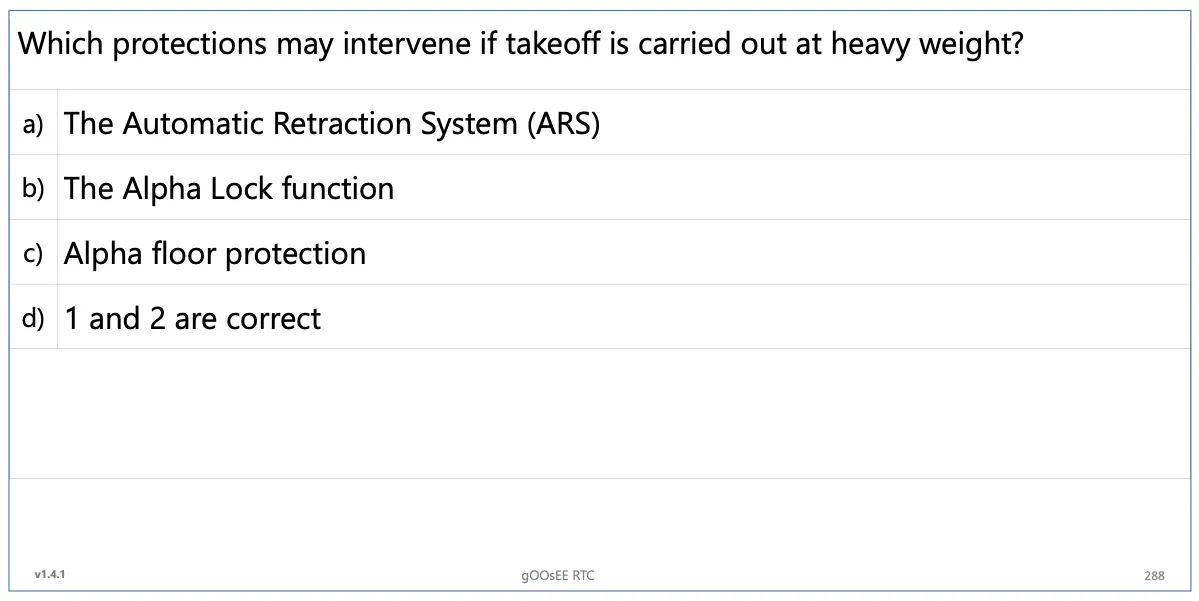 Which protections may intervene if takeoff is carried out at heavy weight?
a) The Automatic Retraction System (ARS)
b) The Alpha Lock function
c) Alpha floor protection
d) 1 and 2 are correct
v1.4.1 gOOsEE RTC 288